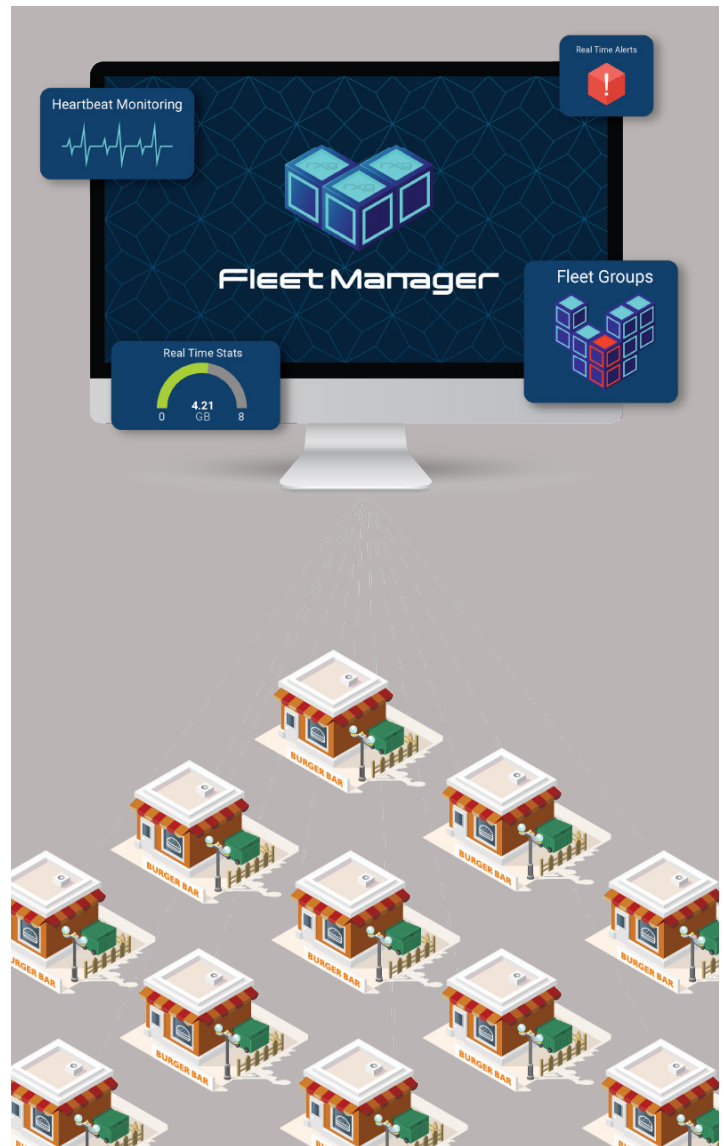 Real Time Alerts
!
Heartbeat Monitoring
Fleet Manager
Fleet Groups
Real Time Stats
4.21
0 GB 8
BURGER BAR
BURGER BAR
BURGER BAR
BURGER BAR
BURGER BAR
BURGER BAR
BURGER BAR
BURGER BAR